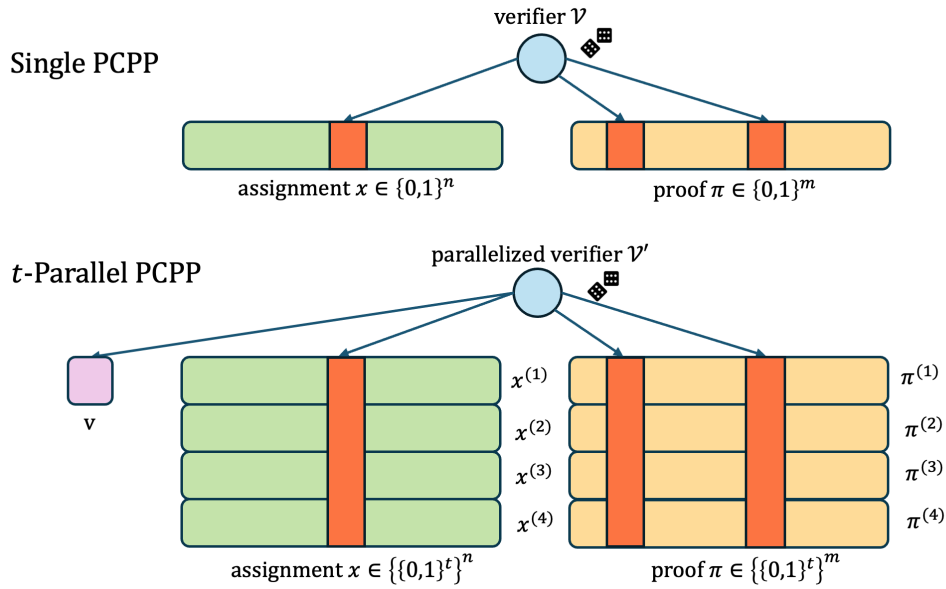 verifier 𝒱
Single PCPP
assignment x ∈ {0,1}ⁿ
proof π ∈ {0,1}ᵐ
parallelized verifier 𝒱′
t-Parallel PCPP
x⁽¹⁾
π⁽¹⁾
v
x⁽²⁾
π⁽²⁾
x⁽³⁾
π⁽³⁾
x⁽⁴⁾
π⁽⁴⁾
assignment x ∈ {{0,1}ᵗ}ⁿ
proof π ∈ {{0,1}ᵗ}ᵐ